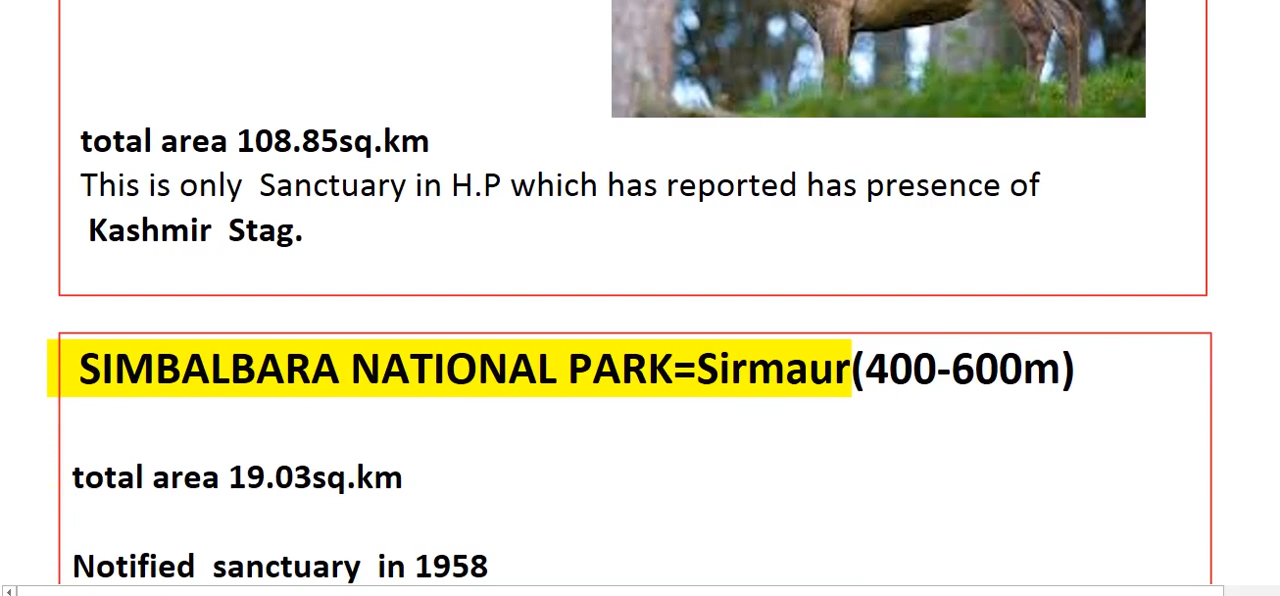 total area 108.85sq.km
This is only Sanctuary in H.P which has reported has presence of
Kashmir Stag.
SIMBALBARA NATIONAL PARK=Sirmaur(400-600m)
total area 19.03sq.km
Notified sanctuary in 1958